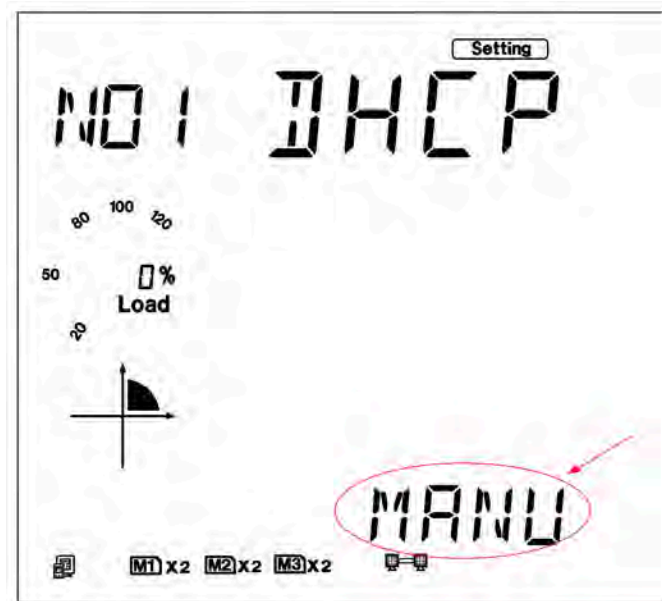 Setting
N01 DHCP
80 100 120
50 0%
Load
20
MANU
M1 X2 M2 X2 M3 X2